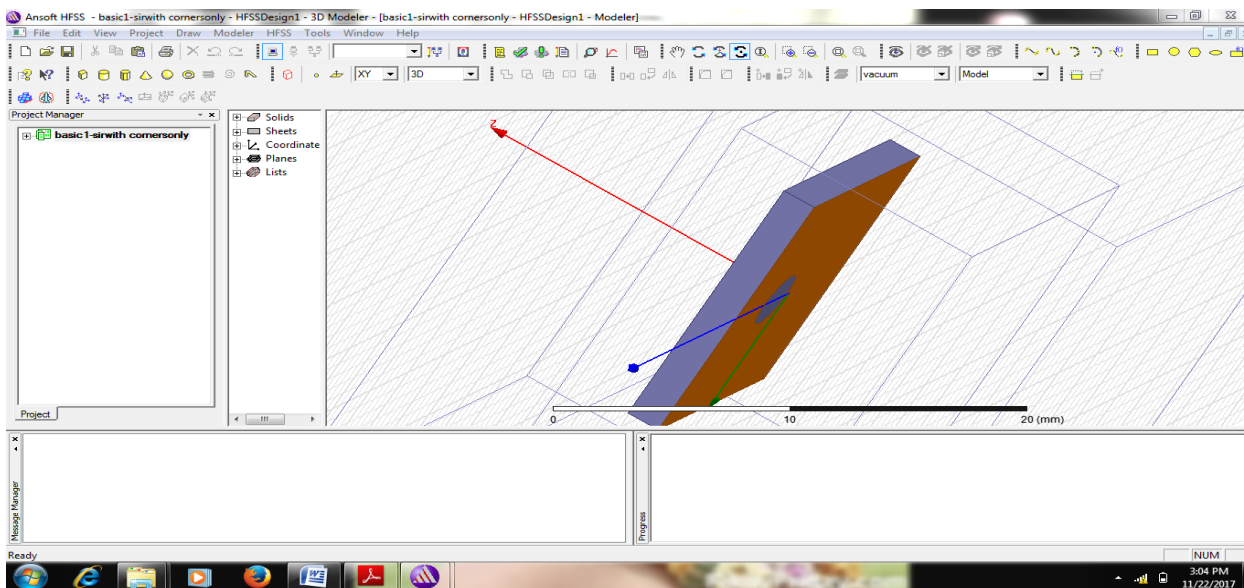 Ansoft HFSS - basic1-sirwith cornersonly - HFSSDesign1 - 3D Modeler - [basic1-sirwith cornersonly - HFSSDesign1 - Modeler]
File Edit View Project Draw Modeler HFSS Tools Window Help
XY 3D vacuum Model
Project Manager
basic1-sirwith cornersonly
Project
Solids
Sheets
Coordinate
Planes
Lists
Z
0 10 20 (mm)
Message Manager
Progress
Ready
NUM
3:04 PM
11/22/2017